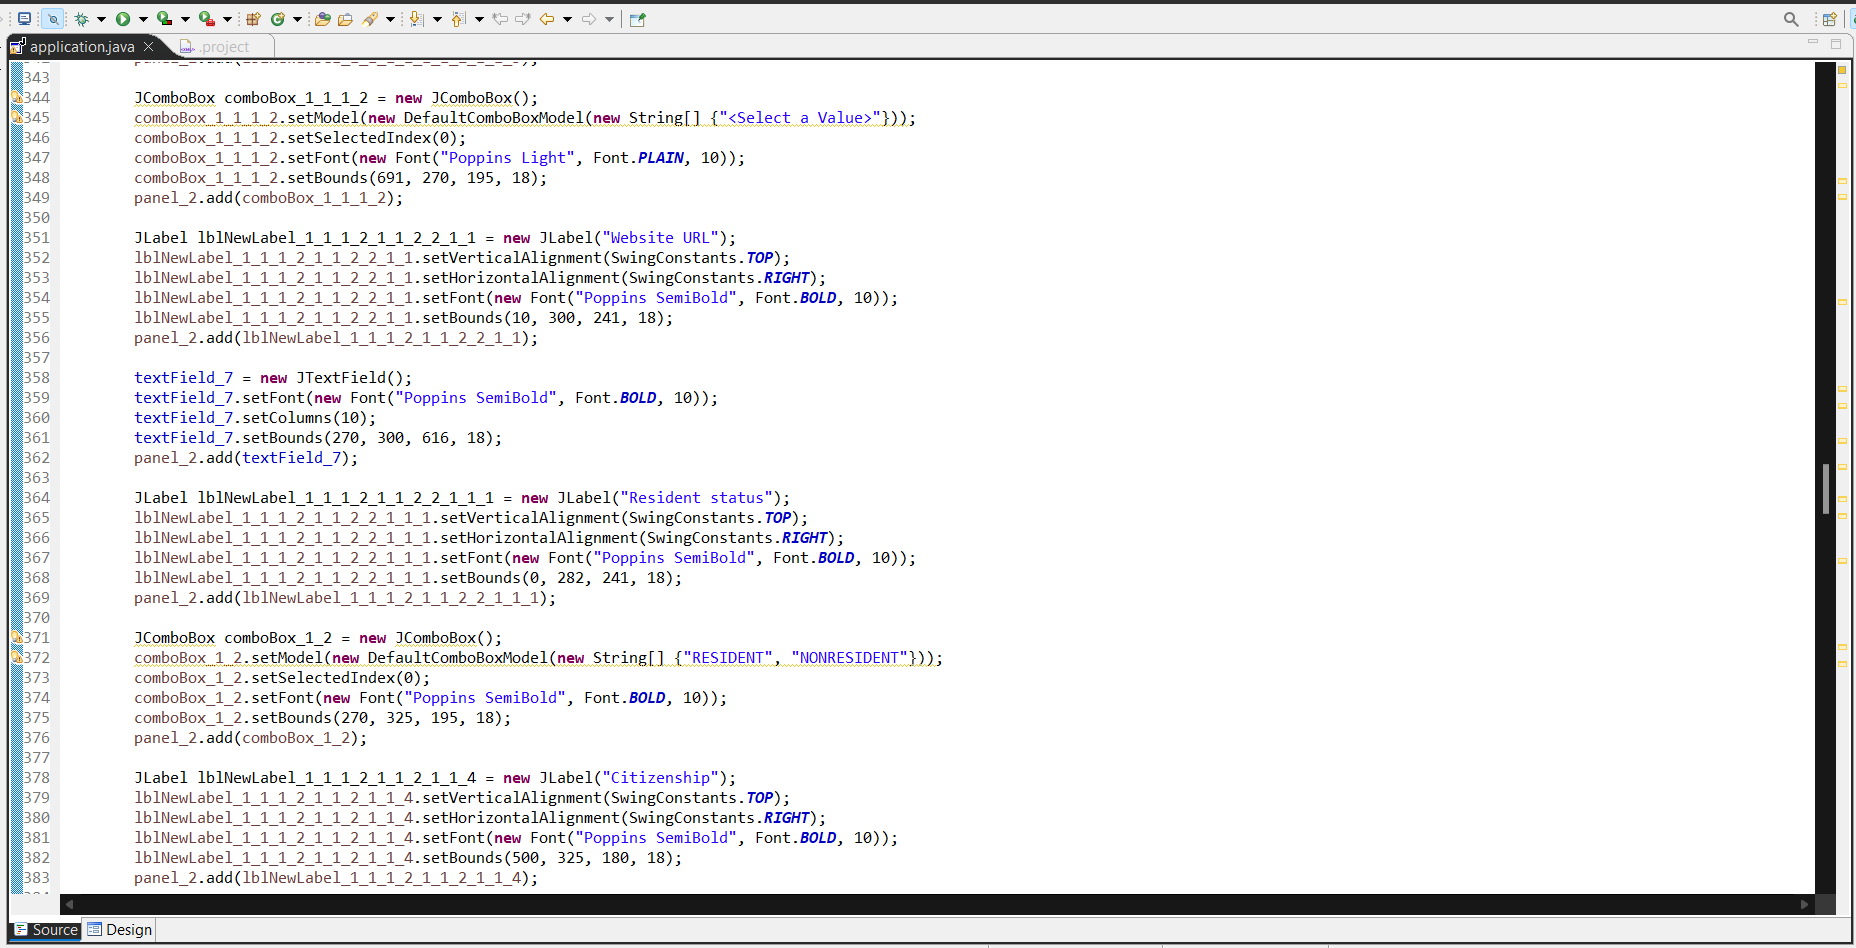 application.java
.project
343
344 JComboBox comboBox_1_1_1_2 = new JComboBox();
345 comboBox_1_1_1_2.setModel(new DefaultComboBoxModel(new String[] {"<Select a Value>"}));
346 comboBox_1_1_1_2.setSelectedIndex(0);
347 comboBox_1_1_1_2.setFont(new Font("Poppins Light", Font.PLAIN, 10));
348 comboBox_1_1_1_2.setBounds(691, 270, 195, 18);
349 panel_2.add(comboBox_1_1_1_2);
350
351 JLabel lblNewLabel_1_1_1_2_1_1_2_2_1_1 = new JLabel("Website URL");
352 lblNewLabel_1_1_1_2_1_1_2_2_1_1.setVerticalAlignment(SwingConstants.TOP);
353 lblNewLabel_1_1_1_2_1_1_2_2_1_1.setHorizontalAlignment(SwingConstants.RIGHT);
354 lblNewLabel_1_1_1_2_1_1_2_2_1_1.setFont(new Font("Poppins SemiBold", Font.BOLD, 10));
355 lblNewLabel_1_1_1_2_1_1_2_2_1_1.setBounds(10, 300, 241, 18);
356 panel_2.add(lblNewLabel_1_1_1_2_1_1_2_2_1_1);
357
358 textField_7 = new JTextField();
359 textField_7.setFont(new Font("Poppins SemiBold", Font.BOLD, 10));
360 textField_7.setColumns(10);
361 textField_7.setBounds(270, 300, 616, 18);
362 panel_2.add(textField_7);
363
364 JLabel lblNewLabel_1_1_1_2_1_1_2_2_1_1_1 = new JLabel("Resident status");
365 lblNewLabel_1_1_1_2_1_1_2_2_1_1_1.setVerticalAlignment(SwingConstants.TOP);
366 lblNewLabel_1_1_1_2_1_1_2_2_1_1_1.setHorizontalAlignment(SwingConstants.RIGHT);
367 lblNewLabel_1_1_1_2_1_1_2_2_1_1_1.setFont(new Font("Poppins SemiBold", Font.BOLD, 10));
368 lblNewLabel_1_1_1_2_1_1_2_2_1_1_1.setBounds(0, 282, 241, 18);
369 panel_2.add(lblNewLabel_1_1_1_2_1_1_2_2_1_1_1);
370
371 JComboBox comboBox_1_2 = new JComboBox();
372 comboBox_1_2.setModel(new DefaultComboBoxModel(new String[] {"RESIDENT", "NONRESIDENT"}));
373 comboBox_1_2.setSelectedIndex(0);
374 comboBox_1_2.setFont(new Font("Poppins SemiBold", Font.BOLD, 10));
375 comboBox_1_2.setBounds(270, 325, 195, 18);
376 panel_2.add(comboBox_1_2);
377
378 JLabel lblNewLabel_1_1_1_2_1_1_2_1_1_4 = new JLabel("Citizenship");
379 lblNewLabel_1_1_1_2_1_1_2_1_1_4.setVerticalAlignment(SwingConstants.TOP);
380 lblNewLabel_1_1_1_2_1_1_2_1_1_4.setHorizontalAlignment(SwingConstants.RIGHT);
381 lblNewLabel_1_1_1_2_1_1_2_1_1_4.setFont(new Font("Poppins SemiBold", Font.BOLD, 10));
382 lblNewLabel_1_1_1_2_1_1_2_1_1_4.setBounds(500, 325, 180, 18);
383 panel_2.add(lblNewLabel_1_1_1_2_1_1_2_1_1_4);
Source Design